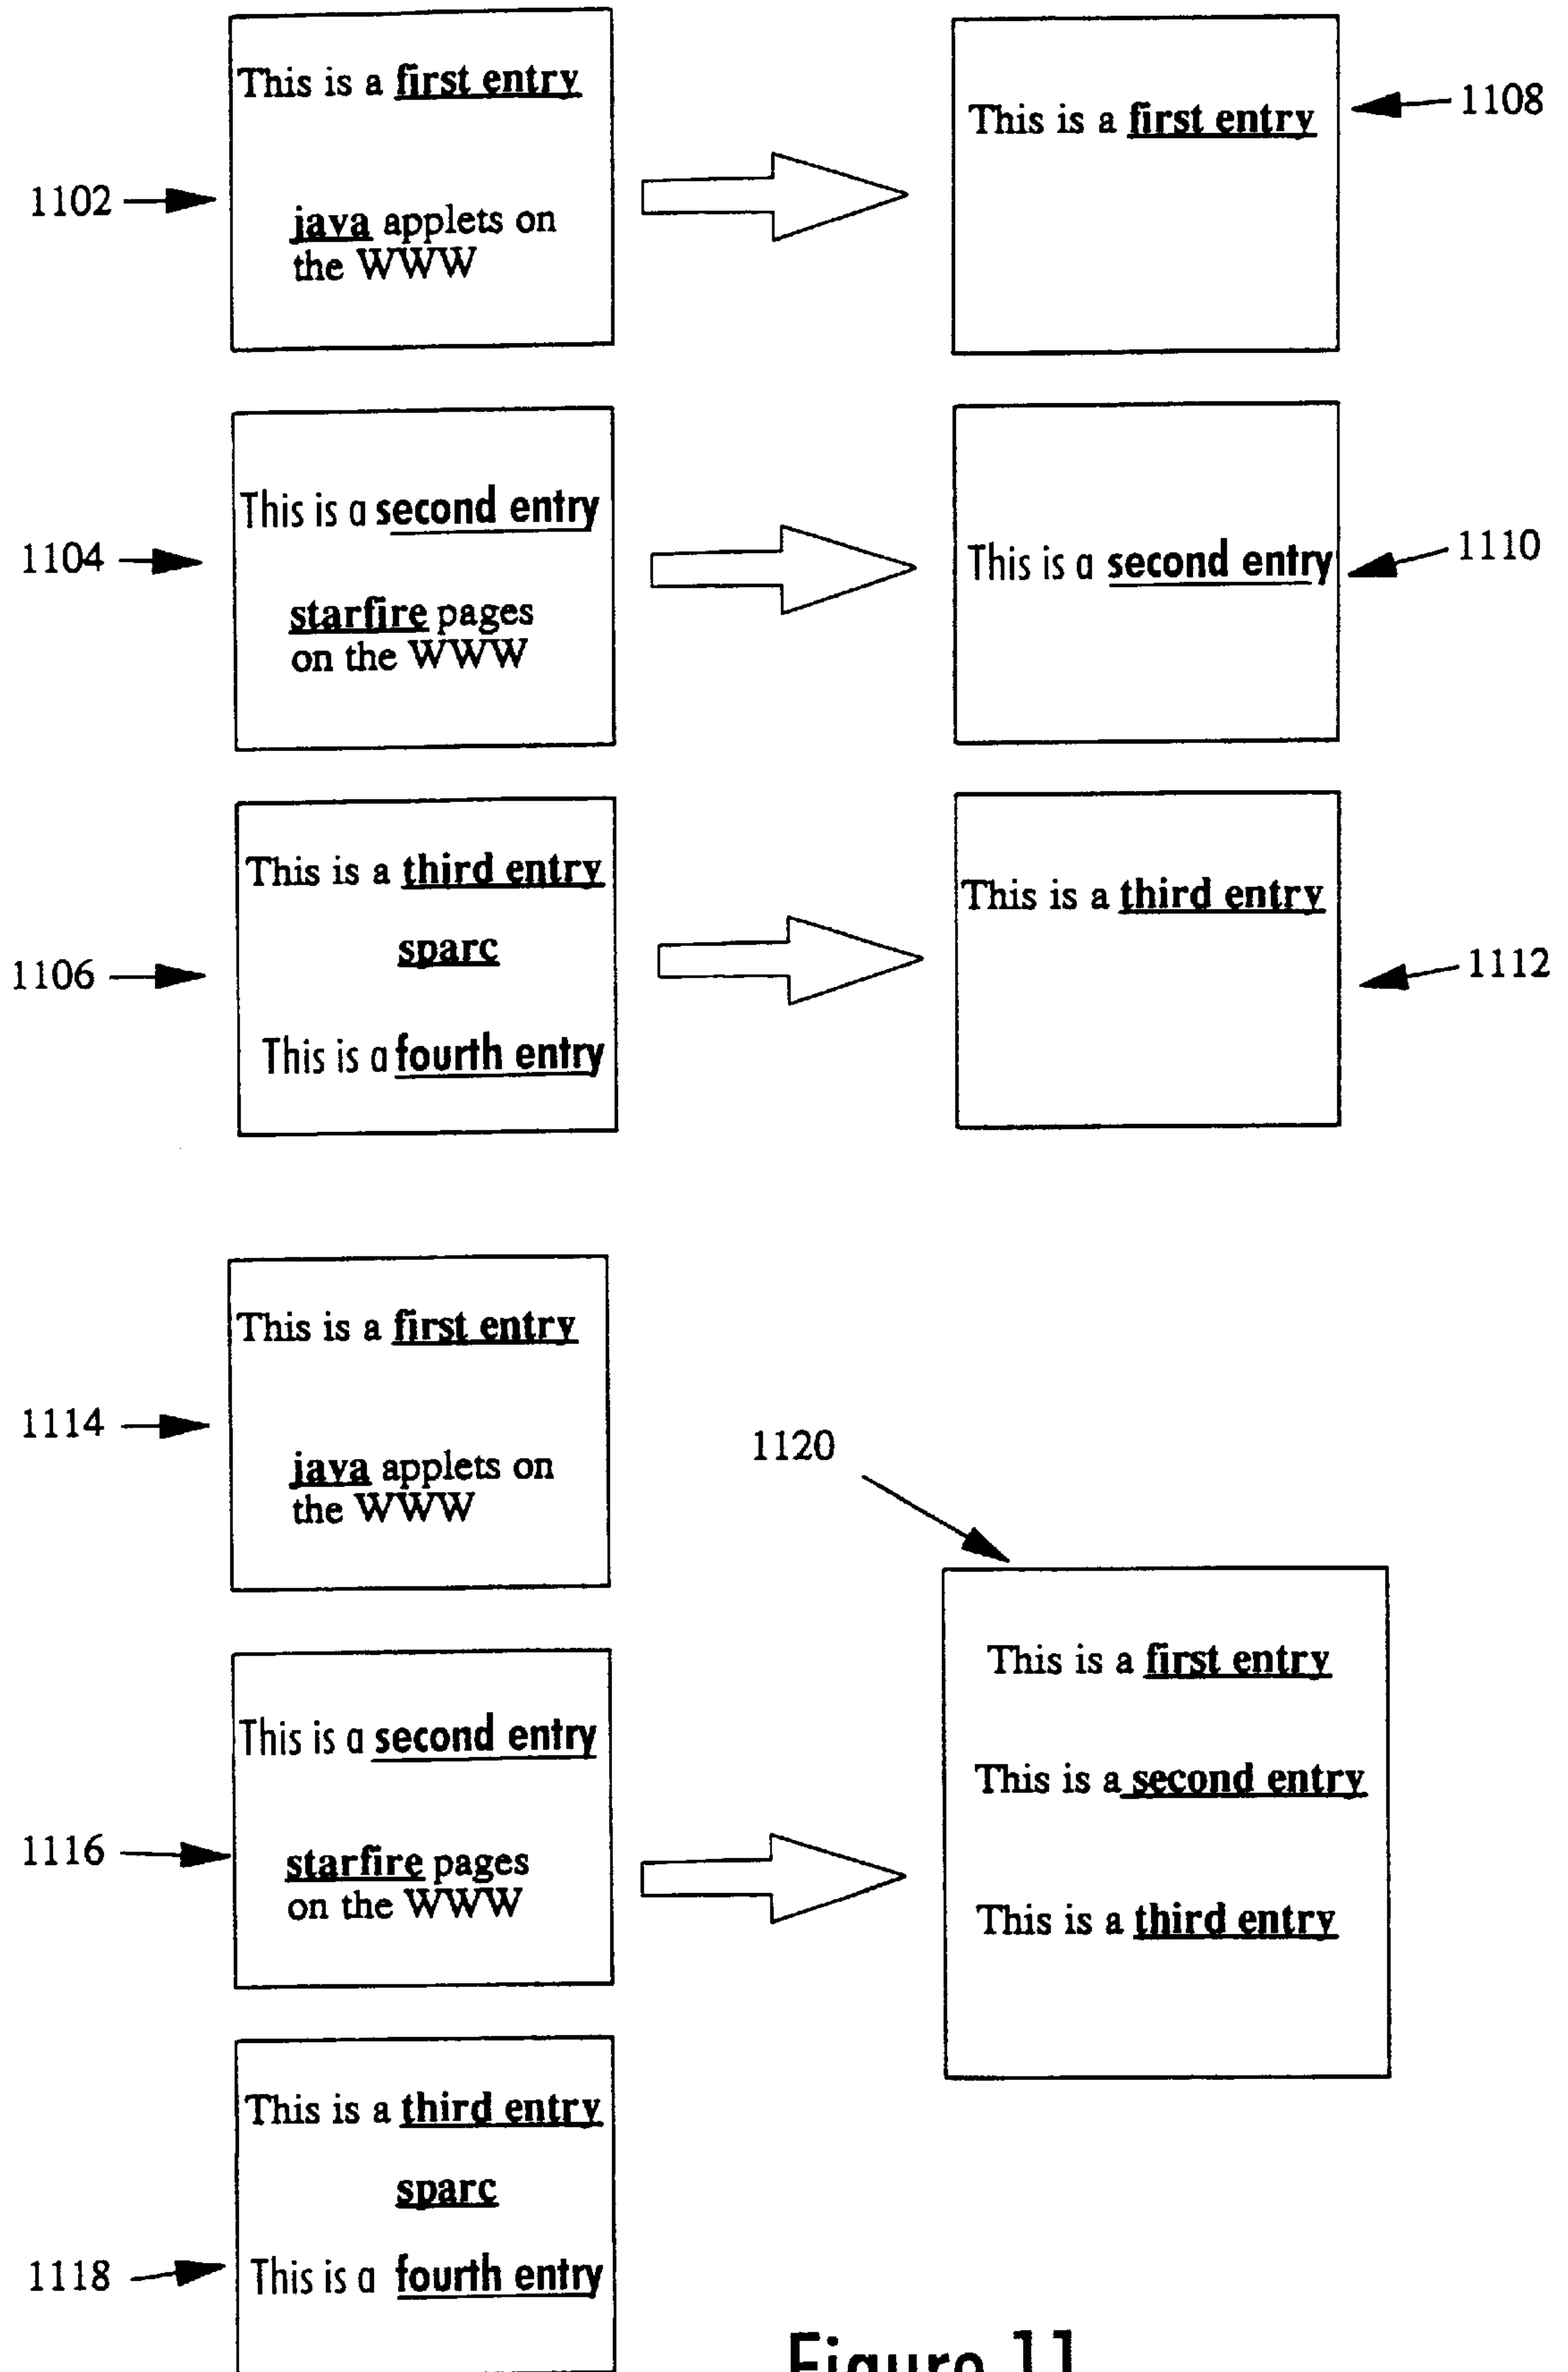 This is a first entry
1102
java applets on
the WWW
This is a first entry
1108
1104
This is a second entry
starfire pages
on the WWW
This is a second entry
1110
1106
This is a third entry
sparc
This is a fourth entry
This is a third entry
1112
1114
This is a first entry
java applets on
the WWW
1116
This is a second entry
starfire pages
on the WWW
1118
This is a third entry
sparc
This is a fourth entry
1120
This is a first entry
This is a second entry
This is a third entry
Figure 11